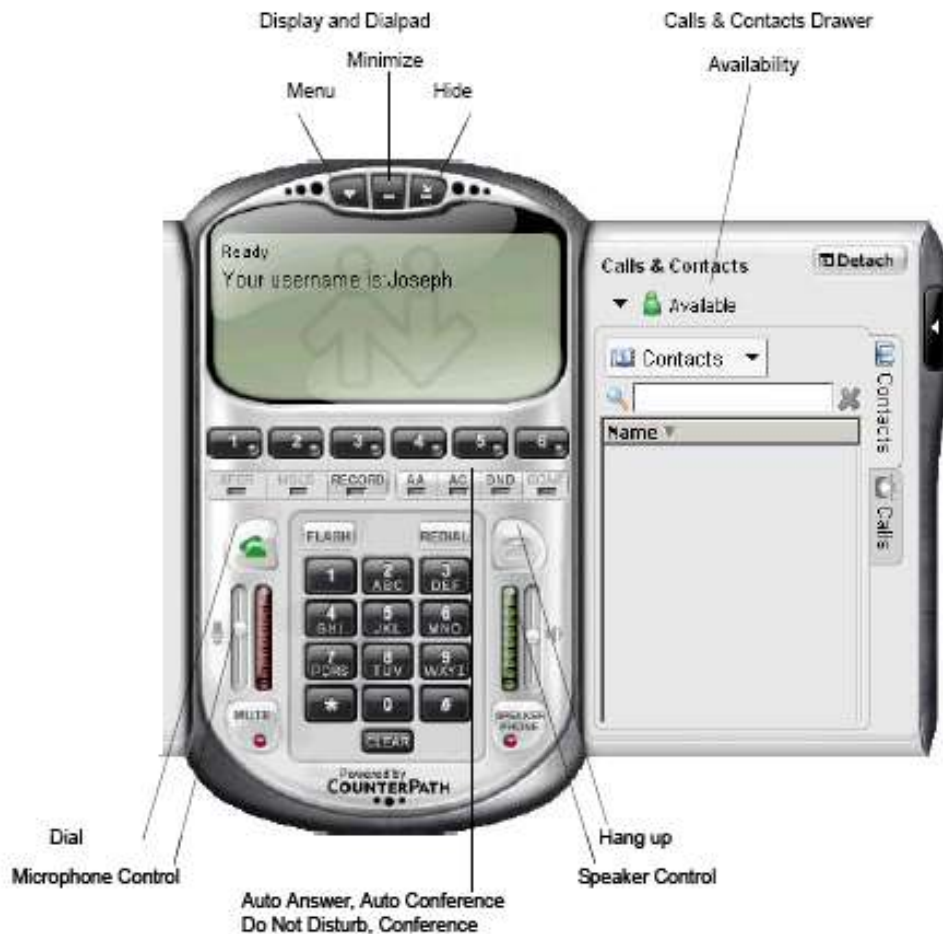 Display and Dialpad
Calls & Contacts Drawer
Minimize
Availability
Menu
Hide
Ready
Your username is:Joseph
Calls & Contacts
Detach
Available
Contacts
Contacts
Name
Calls
1 2 3 4 5 6
XFER HOLD RECORD AA AC DND CONF
FLASH REDIAL
1 2 3
ABC DEF
4 5 6
GHI JKL MNO
7 8 9
PQRS TUV WXYZ
* 0 #
MUTE
SPEAKER
PHONE
CLEAR
Powered by
COUNTERPATH
Dial
Hang up
Microphone Control
Speaker Control
Auto Answer, Auto Conference
Do Not Disturb, Conference